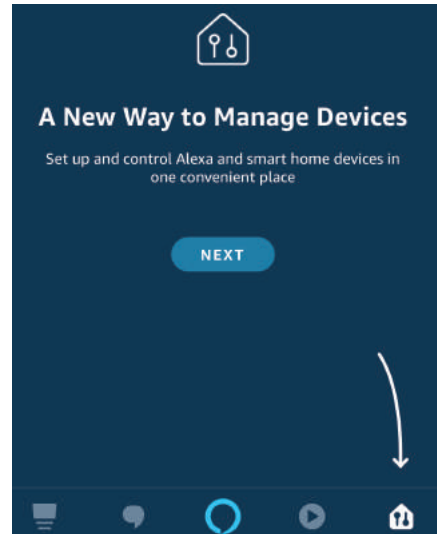 A New Way to Manage Devices
Set up and control Alexa and smart home devices in
one convenient place
NEXT